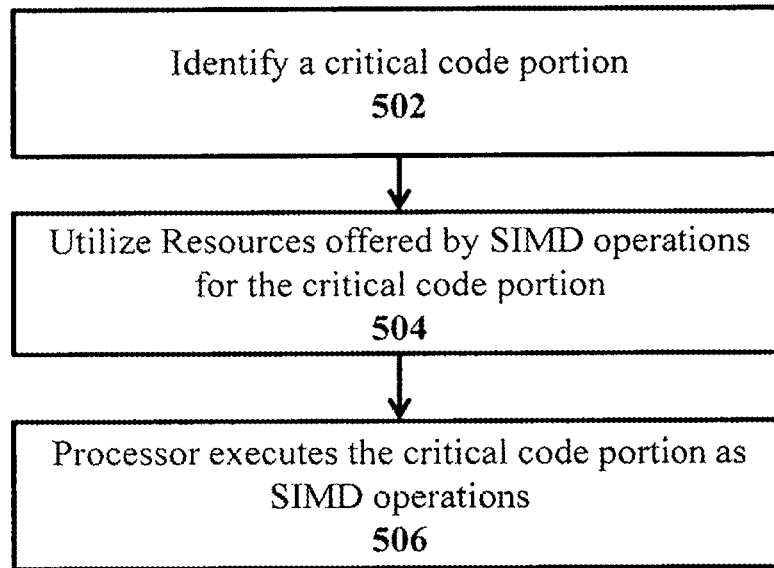 Identify a critical code portion
502
Utilize Resources offered by SIMD operations
for the critical code portion
504
Processor executes the critical code portion as
SIMD operations
506